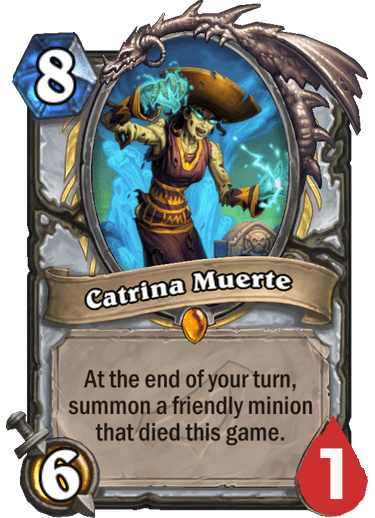 8
Catrina Muerte
At the end of your turn,
summon a friendly minion
that died this game.
6
1